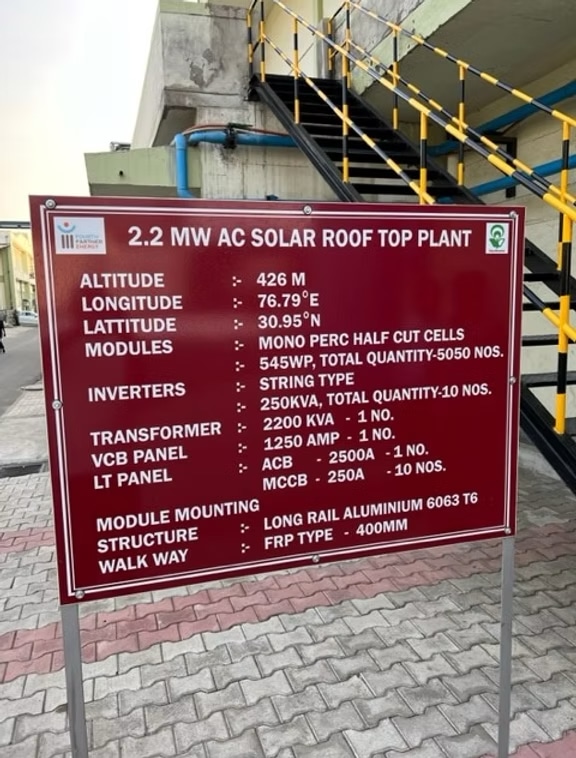 FOURTH
PARTNER
ENERGY
2.2 MW AC SOLAR ROOF TOP PLANT
ALTITUDE :- 426 M
LONGITUDE :- 76.79°E
LATTITUDE :- 30.95°N
MODULES :- MONO PERC HALF CUT CELLS
:- 545WP, TOTAL QUANTITY-5050 NOS.
INVERTERS :- STRING TYPE
:- 250KVA, TOTAL QUANTITY-10 NOS.
TRANSFORMER :- 2200 KVA - 1 NO.
VCB PANEL :- 1250 AMP - 1 NO.
LT PANEL :- ACB - 2500A - 1 NO.
MCCB - 250A - 10 NOS.
MODULE MOUNTING
STRUCTURE :- LONG RAIL ALUMINIUM 6063 T6
WALK WAY :- FRP TYPE - 400MM